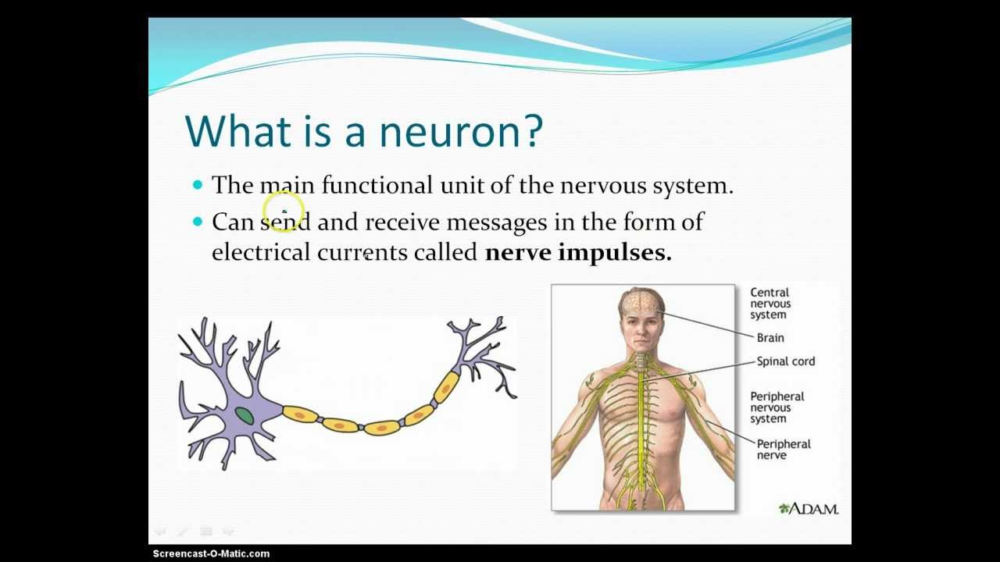 What is a neuron?
• The main functional unit of the nervous system.
• Can send and receive messages in the form of
electrical currents called nerve impulses.
Central
nervous
system
Brain
Spinal cord
Peripheral
nervous
system
Peripheral
nerve
ADAM.
Screencast-O-Matic.com